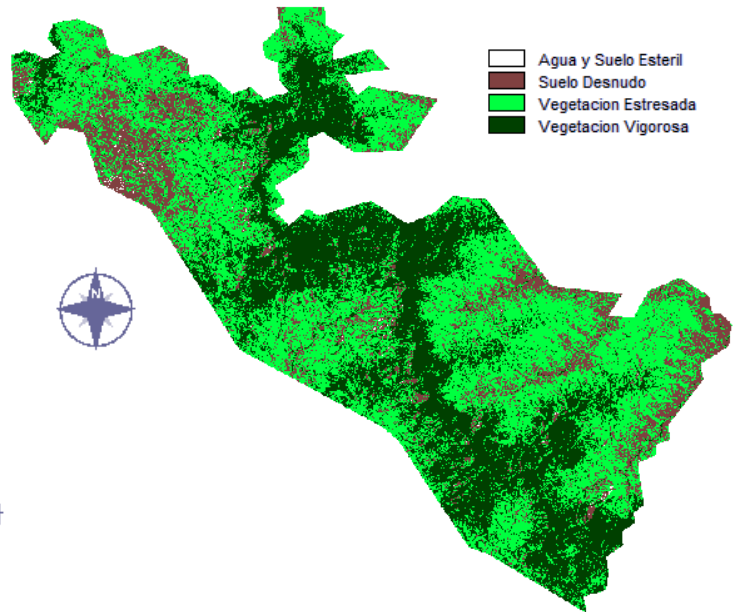 Agua y Suelo Esteril
Suelo Desnudo
Vegetacion Estresada
Vegetacion Vigorosa
N